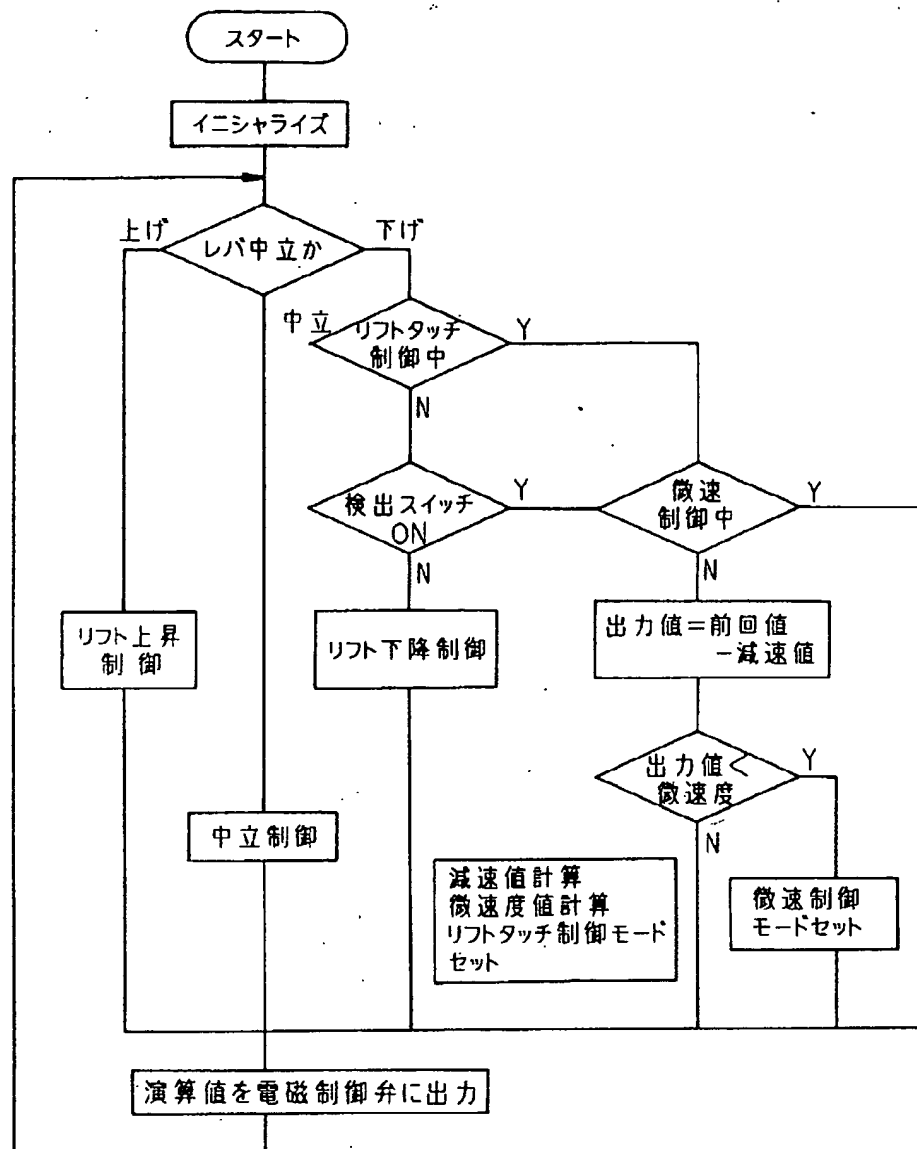 スタート
イニシャライズ
上げ
レバ中立か
下げ
中立
リフトタッチ
制御中
Y
N
検出スイッチ
ON
Y
N
微速
制御中
Y
N
リフト上昇
制御
リフト下降制御
出力値=前回値
-減速値
出力値<
微速度
Y
N
中立制御
減速値計算
微速度値計算
リフトタッチ制御モード
セット
微速制御
モードセット
演算値を電磁制御弁に出力